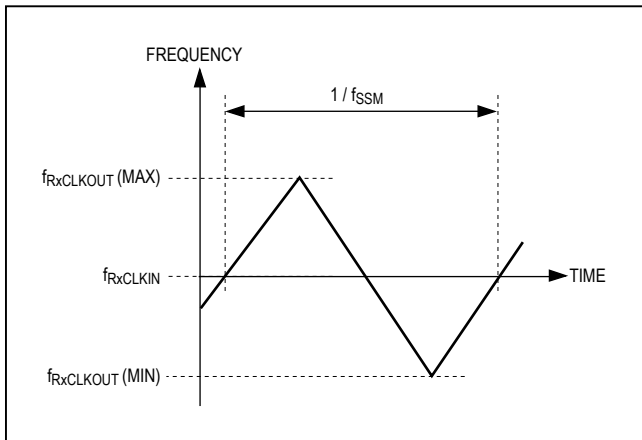 FREQUENCY
1 / fSSM
fRxCLKOUT (MAX)
fRxCLKIN
TIME
fRxCLKOUT (MIN)